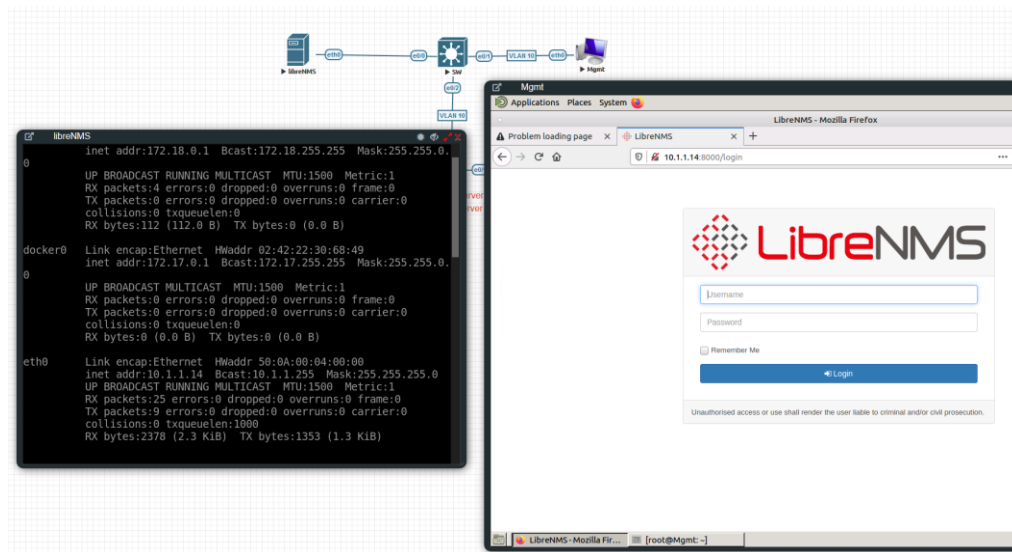 eth0
e0/0
e0/1
VLAN 10
eth0
libreNMS
SW
Mgmt
e0/2
VLAN 10
libreNMS
inet addr:172.18.0.1 Bcast:172.18.255.255 Mask:255.255.0.
0
UP BROADCAST RUNNING MULTICAST MTU:1500 Metric:1
RX packets:4 errors:0 dropped:0 overruns:0 frame:0
TX packets:0 errors:0 dropped:0 overruns:0 carrier:0
collisions:0 txqueuelen:0
RX bytes:112 (112.0 B) TX bytes:0 (0.0 B)
docker0 Link encap:Ethernet HWaddr 02:42:22:30:68:49
inet addr:172.17.0.1 Bcast:172.17.255.255 Mask:255.255.0.
0
UP BROADCAST MULTICAST MTU:1500 Metric:1
RX packets:0 errors:0 dropped:0 overruns:0 frame:0
TX packets:0 errors:0 dropped:0 overruns:0 carrier:0
collisions:0 txqueuelen:0
RX bytes:0 (0.0 B) TX bytes:0 (0.0 B)
eth0 Link encap:Ethernet HWaddr 50:0A:00:04:00:00
inet addr:10.1.1.14 Bcast:10.1.1.255 Mask:255.255.255.0
UP BROADCAST RUNNING MULTICAST MTU:1500 Metric:1
RX packets:25 errors:0 dropped:0 overruns:0 frame:0
TX packets:9 errors:0 dropped:0 overruns:0 carrier:0
collisions:0 txqueuelen:1000
RX bytes:2378 (2.3 KiB) TX bytes:1353 (1.3 KiB)
Mgmt
Applications Places System
LibreNMS - Mozilla Firefox
Problem loading page
LibreNMS
10.1.1.14:8000/login
LibreNMS
Username
Password
Remember Me
Login
Unauthorised access or use shall render the user liable to criminal and/or civil prosecution.
LibreNMS - Mozilla Fir...
[root@Mgmt: ~]